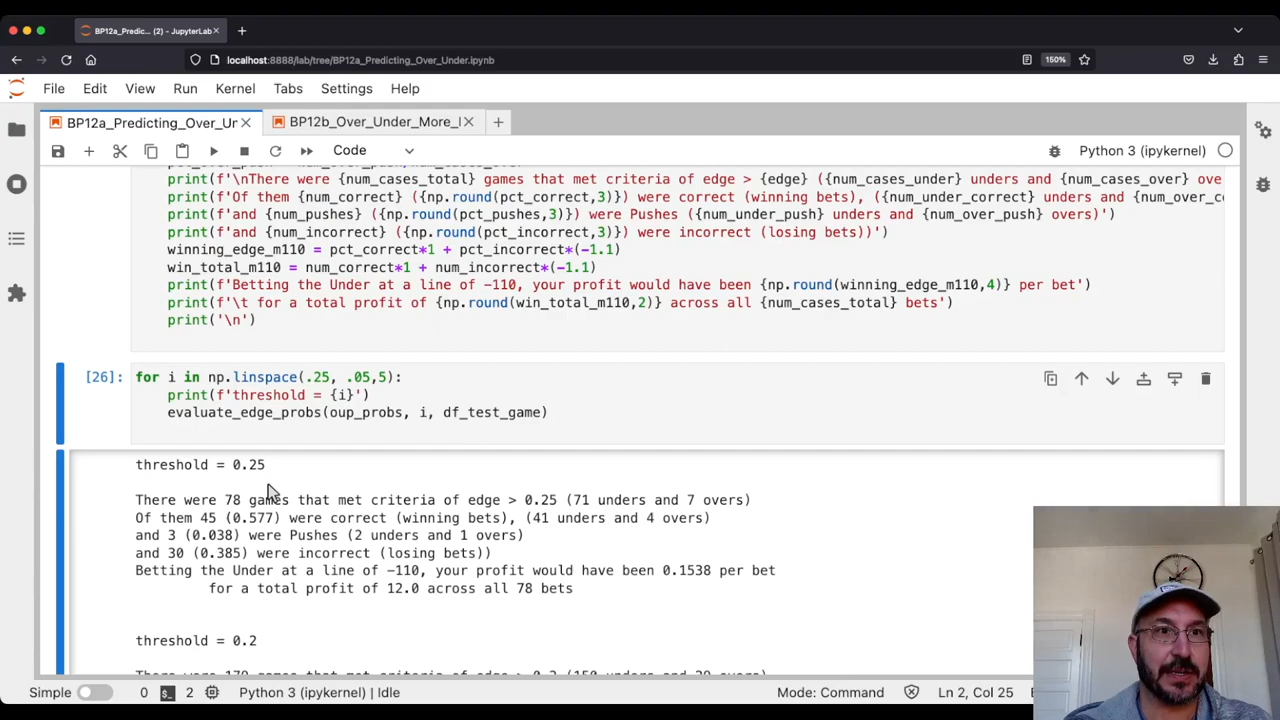 BP12a_Predic... (2) - JupyterLab
localhost:8888/lab/tree/BP12a_Predicting_Over_Under.ipynb
150%
File Edit View Run Kernel Tabs Settings Help
BP12a_Predicting_Over_Ur
BP12b_Over_Under_More_I
Code
Python 3 (ipykernel)
print(f'\nThere were {num_cases_total} games that met criteria of edge > {edge} ({num_cases_under} unders and {num_cases_over} ove
print(f'Of them {num_correct} ({np.round(pct_correct,3)}) were correct (winning bets), ({num_under_correct} unders and {num_over_c
print(f'and {num_pushes} ({np.round(pct_pushes,3)}) were Pushes ({num_under_push} unders and {num_over_push} overs)')
print(f'and {num_incorrect} ({np.round(pct_incorrect,3)}) were incorrect (losing bets))')
winning_edge_m110 = pct_correct*1 + pct_incorrect*(-1.1)
win_total_m110 = num_correct*1 + num_incorrect*(-1.1)
print(f'Betting the Under at a line of -110, your profit would have been {np.round(winning_edge_m110,4)} per bet')
print(f'\t for a total profit of {np.round(win_total_m110,2)} across all {num_cases_total} bets')
print('\n')
[26]: for i in np.linspace(.25, .05,5):
print(f'threshold = {i}')
evaluate_edge_probs(oup_probs, i, df_test_game)
threshold = 0.25
There were 78 games that met criteria of edge > 0.25 (71 unders and 7 overs)
Of them 45 (0.577) were correct (winning bets), (41 unders and 4 overs)
and 3 (0.038) were Pushes (2 unders and 1 overs)
and 30 (0.385) were incorrect (losing bets))
Betting the Under at a line of -110, your profit would have been 0.1538 per bet
for a total profit of 12.0 across all 78 bets
threshold = 0.2
Simple 0 2 Python 3 (ipykernel) | Idle Mode: Command Ln 2, Col 25